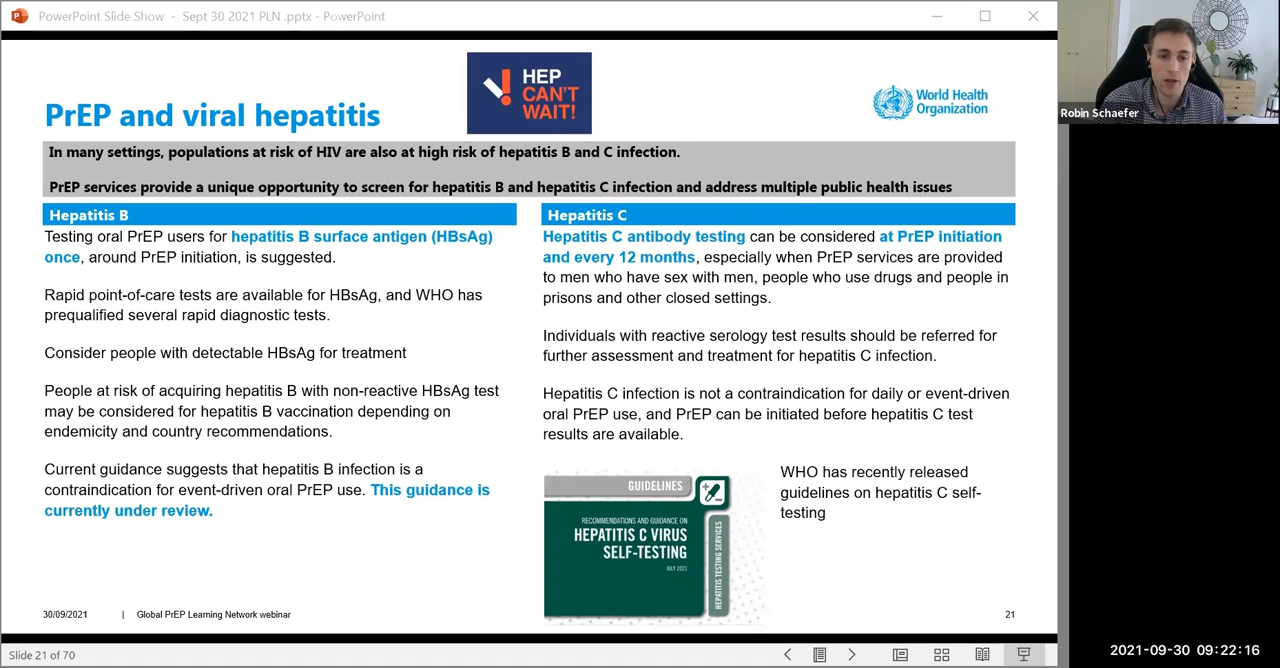 PowerPoint Slide Show - Sept 30 2021 PLN .pptx - PowerPoint
HEP
CAN'T
WAIT!
World Health
Organization
PrEP and viral hepatitis
Robin Schaefer
In many settings, populations at risk of HIV are also at high risk of hepatitis B and C infection.
PrEP services provide a unique opportunity to screen for hepatitis B and hepatitis C infection and address multiple public health issues
Hepatitis B
Testing oral PrEP users for hepatitis B surface antigen (HBsAg)
once, around PrEP initiation, is suggested.
Rapid point-of-care tests are available for HBsAg, and WHO has
prequalified several rapid diagnostic tests.
Consider people with detectable HBsAg for treatment
People at risk of acquiring hepatitis B with non-reactive HBsAg test
may be considered for hepatitis B vaccination depending on
endemicity and country recommendations.
Current guidance suggests that hepatitis B infection is a
contraindication for event-driven oral PrEP use. This guidance is
currently under review.
Hepatitis C
Hepatitis C antibody testing can be considered at PrEP initiation
and every 12 months, especially when PrEP services are provided
to men who have sex with men, people who use drugs and people in
prisons and other closed settings.
Individuals with reactive serology test results should be referred for
further assessment and treatment for hepatitis C infection.
Hepatitis C infection is not a contraindication for daily or event-driven
oral PrEP use, and PrEP can be initiated before hepatitis C test
results are available.
GUIDELINES
RECOMMENDATIONS AND GUIDANCE ON
HEPATITIS C VIRUS
SELF-TESTING
JULY 2021
HEPATITIS TESTING SERVICES
WHO has recently released
guidelines on hepatitis C self-
testing
30/09/2021 | Global PrEP Learning Network webinar
21
Slide 21 of 70
2021-09-30 09:22:16